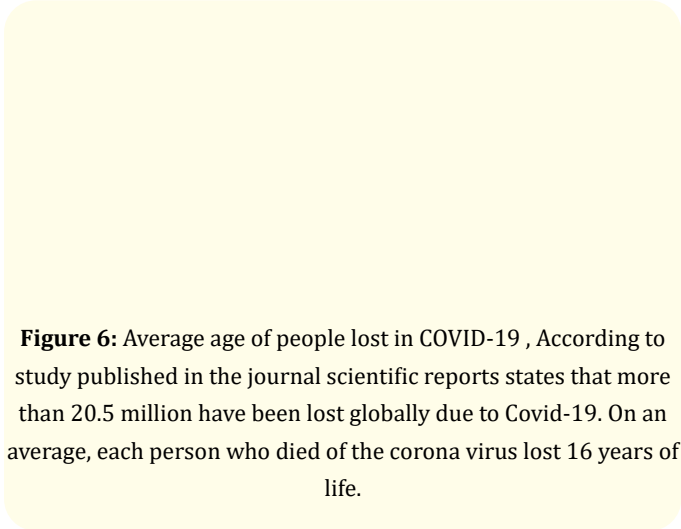 Figure 6: Average age of people lost in COVID-19 , According to
study published in the journal scientific reports states that more
than 20.5 million have been lost globally due to Covid-19. On an
average, each person who died of the corona virus lost 16 years of
life.